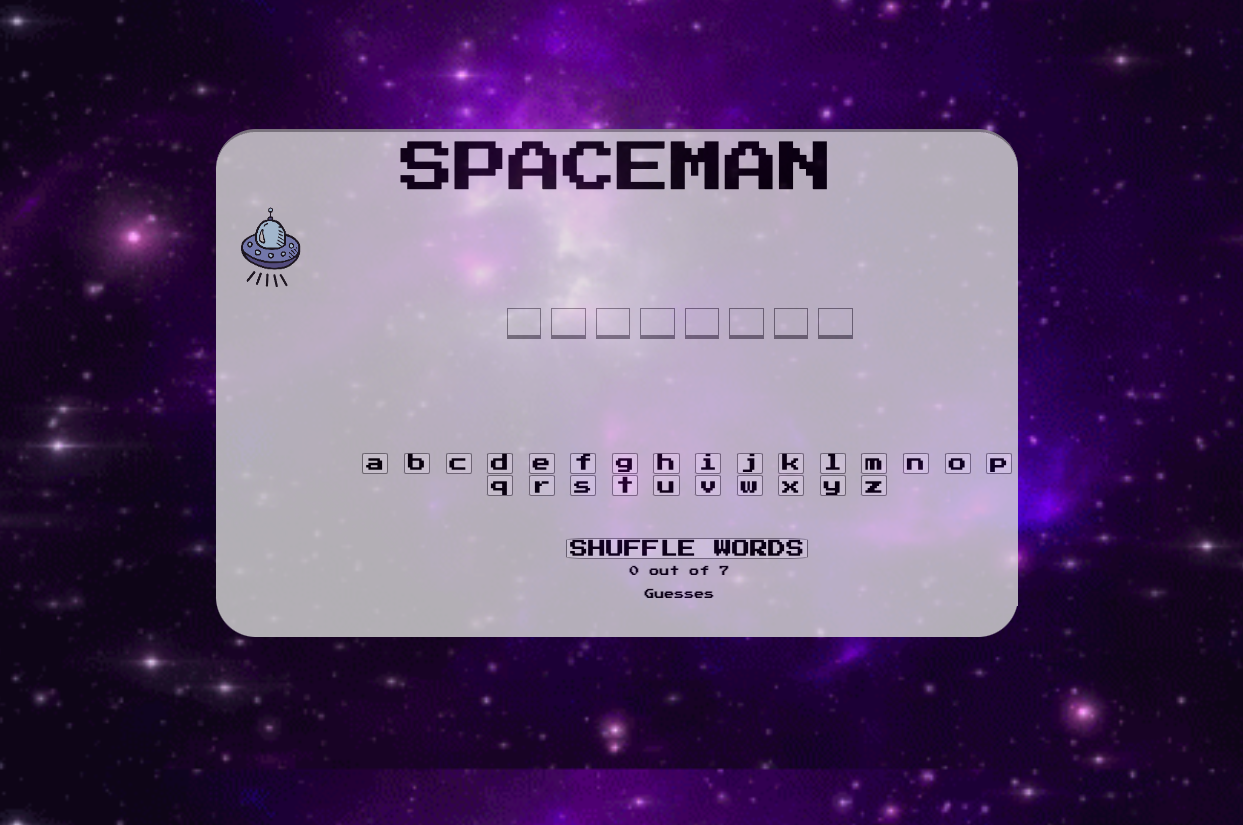 SPACEMAN
a b c d e f g h i j k l m n o p
q r s t u v w x y z
SHUFFLE WORDS
0 out of 7
Guesses